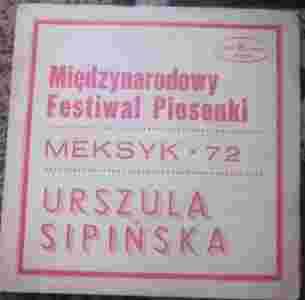 Międzynarodowy
Festiwal Piosenki
MEKSYK • 72
URSZULA
SIPIŃSKA